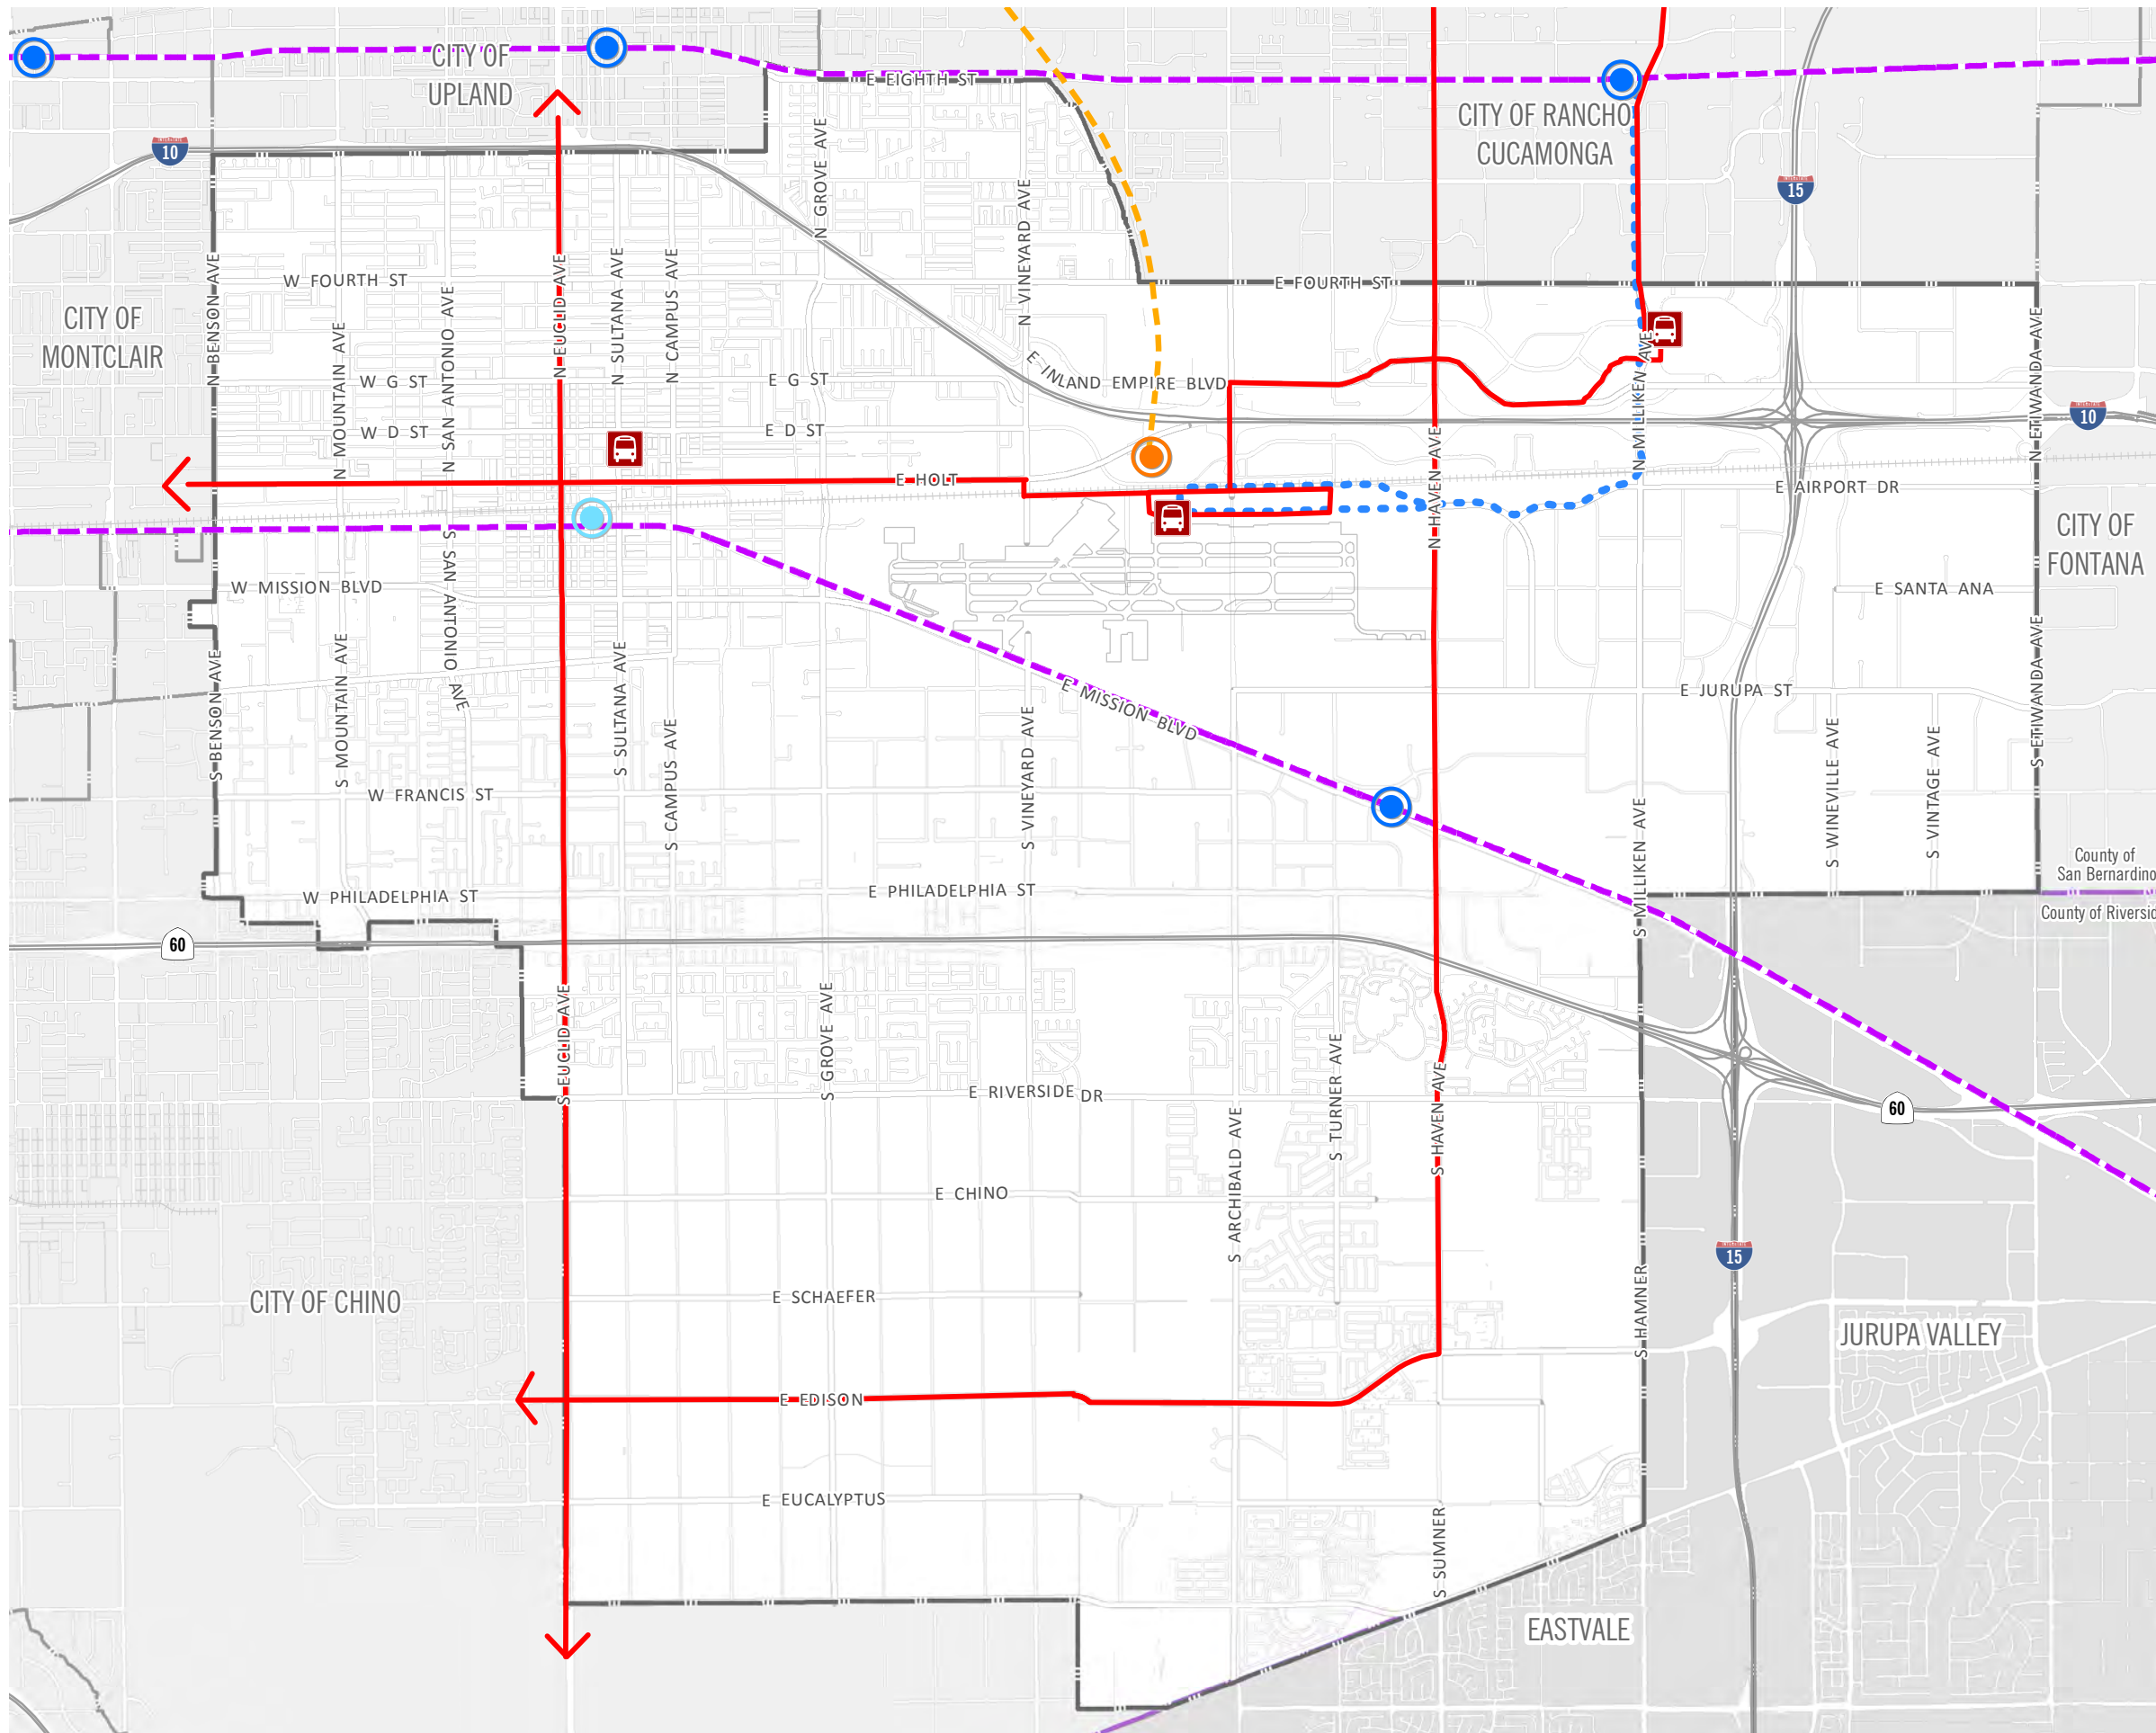 CITY OF
UPLAND
E EIGHTH ST
CITY OF RANCHO
CUCAMONGA
10
15
N GROVE AVE
N VINEYARD AVE
W FOURTH ST
E FOURTH ST
CITY OF
MONTCLAIR
N BENSON AVE
N MOUNTAIN AVE
N SAN ANTONIO AVE
N EUCLID AVE
N SULTANA AVE
N CAMPUS AVE
W G ST
E G ST
E INLAND EMPIRE BLVD
W D ST
E D ST
N HAVEN AVE
N MILLIKEN AVE
N ETIWANDA AVE
10
E HOLT
E AIRPORT DR
CITY OF
FONTANA
W MISSION BLVD
E SANTA ANA
S BENSON AVE
S MOUNTAIN AVE
S SAN ANTONIO AVE
S SULTANA AVE
S CAMPUS AVE
S VINEYARD AVE
E MISSION BLVD
E JURUPA ST
S WINEVILLE AVE
S VINTAGE AVE
S ETIWANDA AVE
W FRANCIS ST
S MILLIKEN AVE
County of
San Bernardino
W PHILADELPHIA ST
E PHILADELPHIA ST
County of Riversid
60
S EUCLID AVE
S GROVE AVE
E RIVERSIDE DR
S TURNER AVE
S HAVEN AVE
60
S ARCHIBALD AVE
E CHINO
15
CITY OF CHINO
E SCHAEFER
S HAMNER
JURUPA VALLEY
E EDISON
E EUCALYPTUS
S SUMNER
EASTVALE